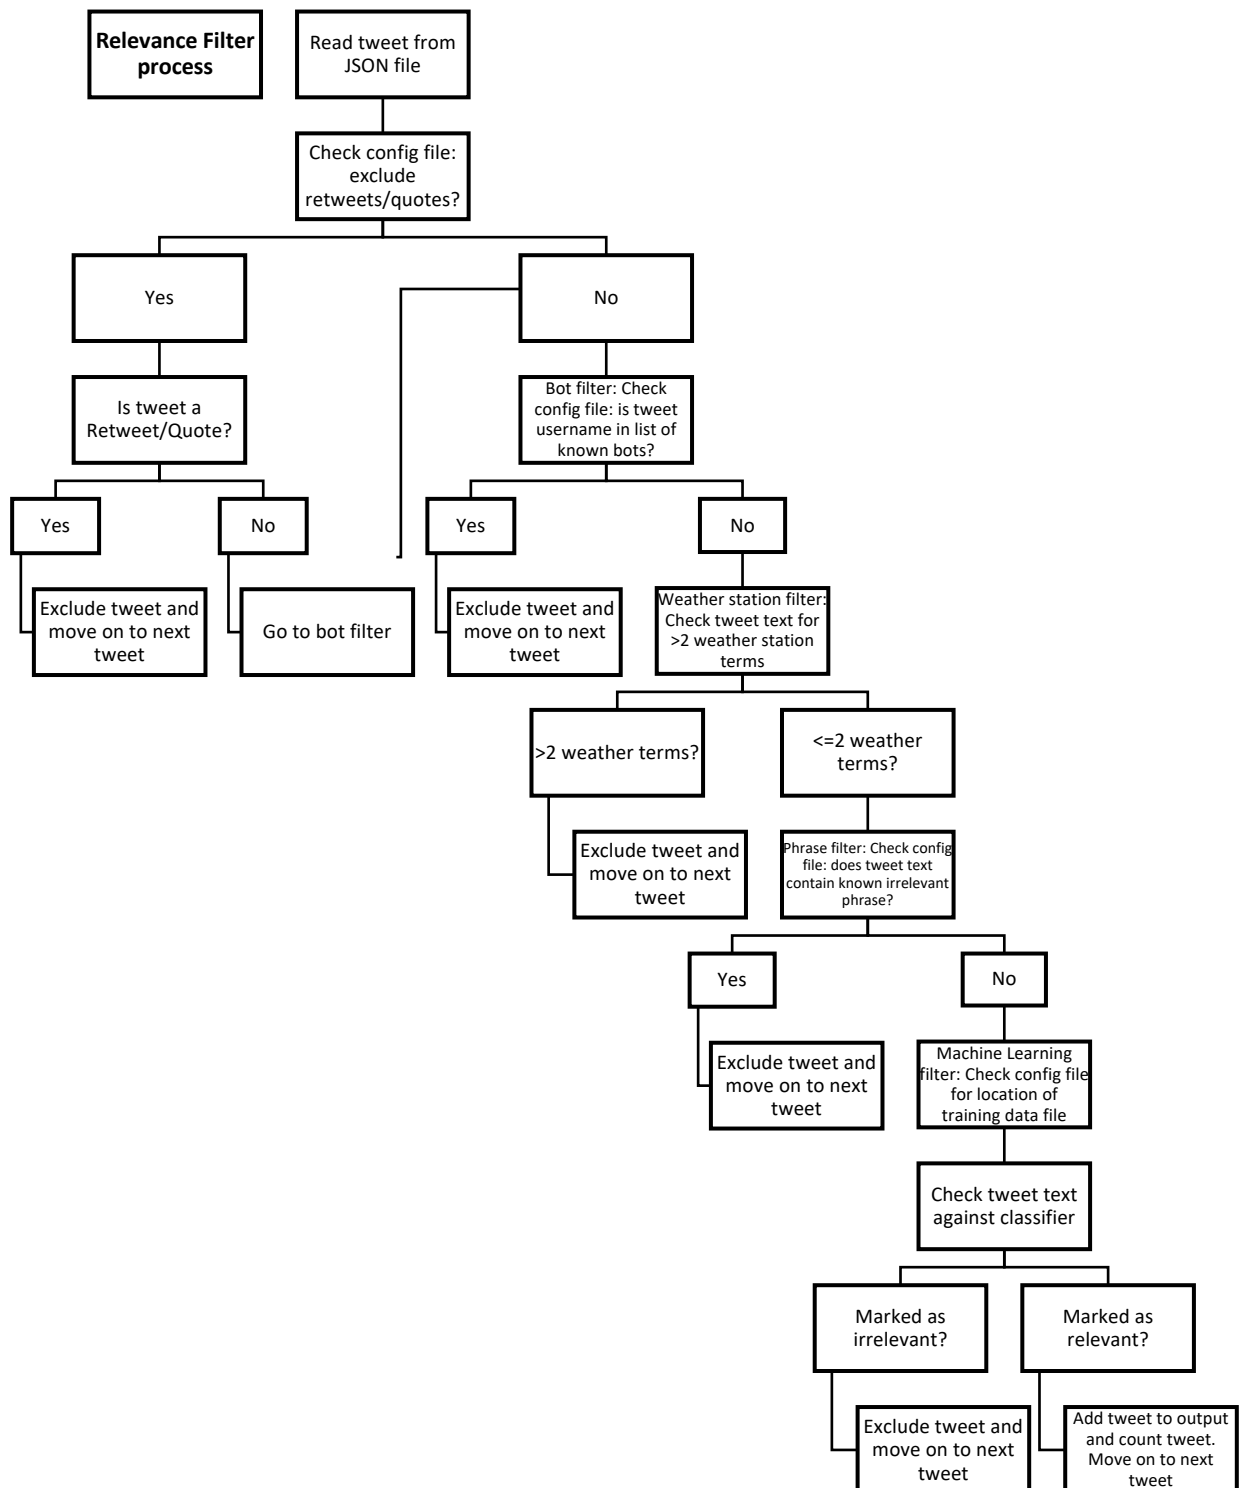 Relevance Filter
process
Read tweet from
JSON file
Check config file:
exclude
retweets/quotes?
Yes
No
Is tweet a
Retweet/Quote?
Bot filter: Check
config file: is tweet
username in list of
known bots?
Yes
No
Yes
No
Exclude tweet and
move on to next
tweet
Go to bot filter
Exclude tweet and
move on to next
tweet
Weather station filter:
Check tweet text for
>2 weather station
terms
>2 weather terms?
<=2 weather
terms?
Exclude tweet and
move on to next
tweet
Phrase filter: Check config
file: does tweet text
contain known irrelevant
phrase?
Yes
No
Exclude tweet and
move on to next
tweet
Machine Learning
filter: Check config file
for location of
training data file
Check tweet text
against classifier
Marked as
irrelevant?
Marked as
relevant?
Exclude tweet and
move on to next
tweet
Add tweet to output
and count tweet.
Move on to next
tweet